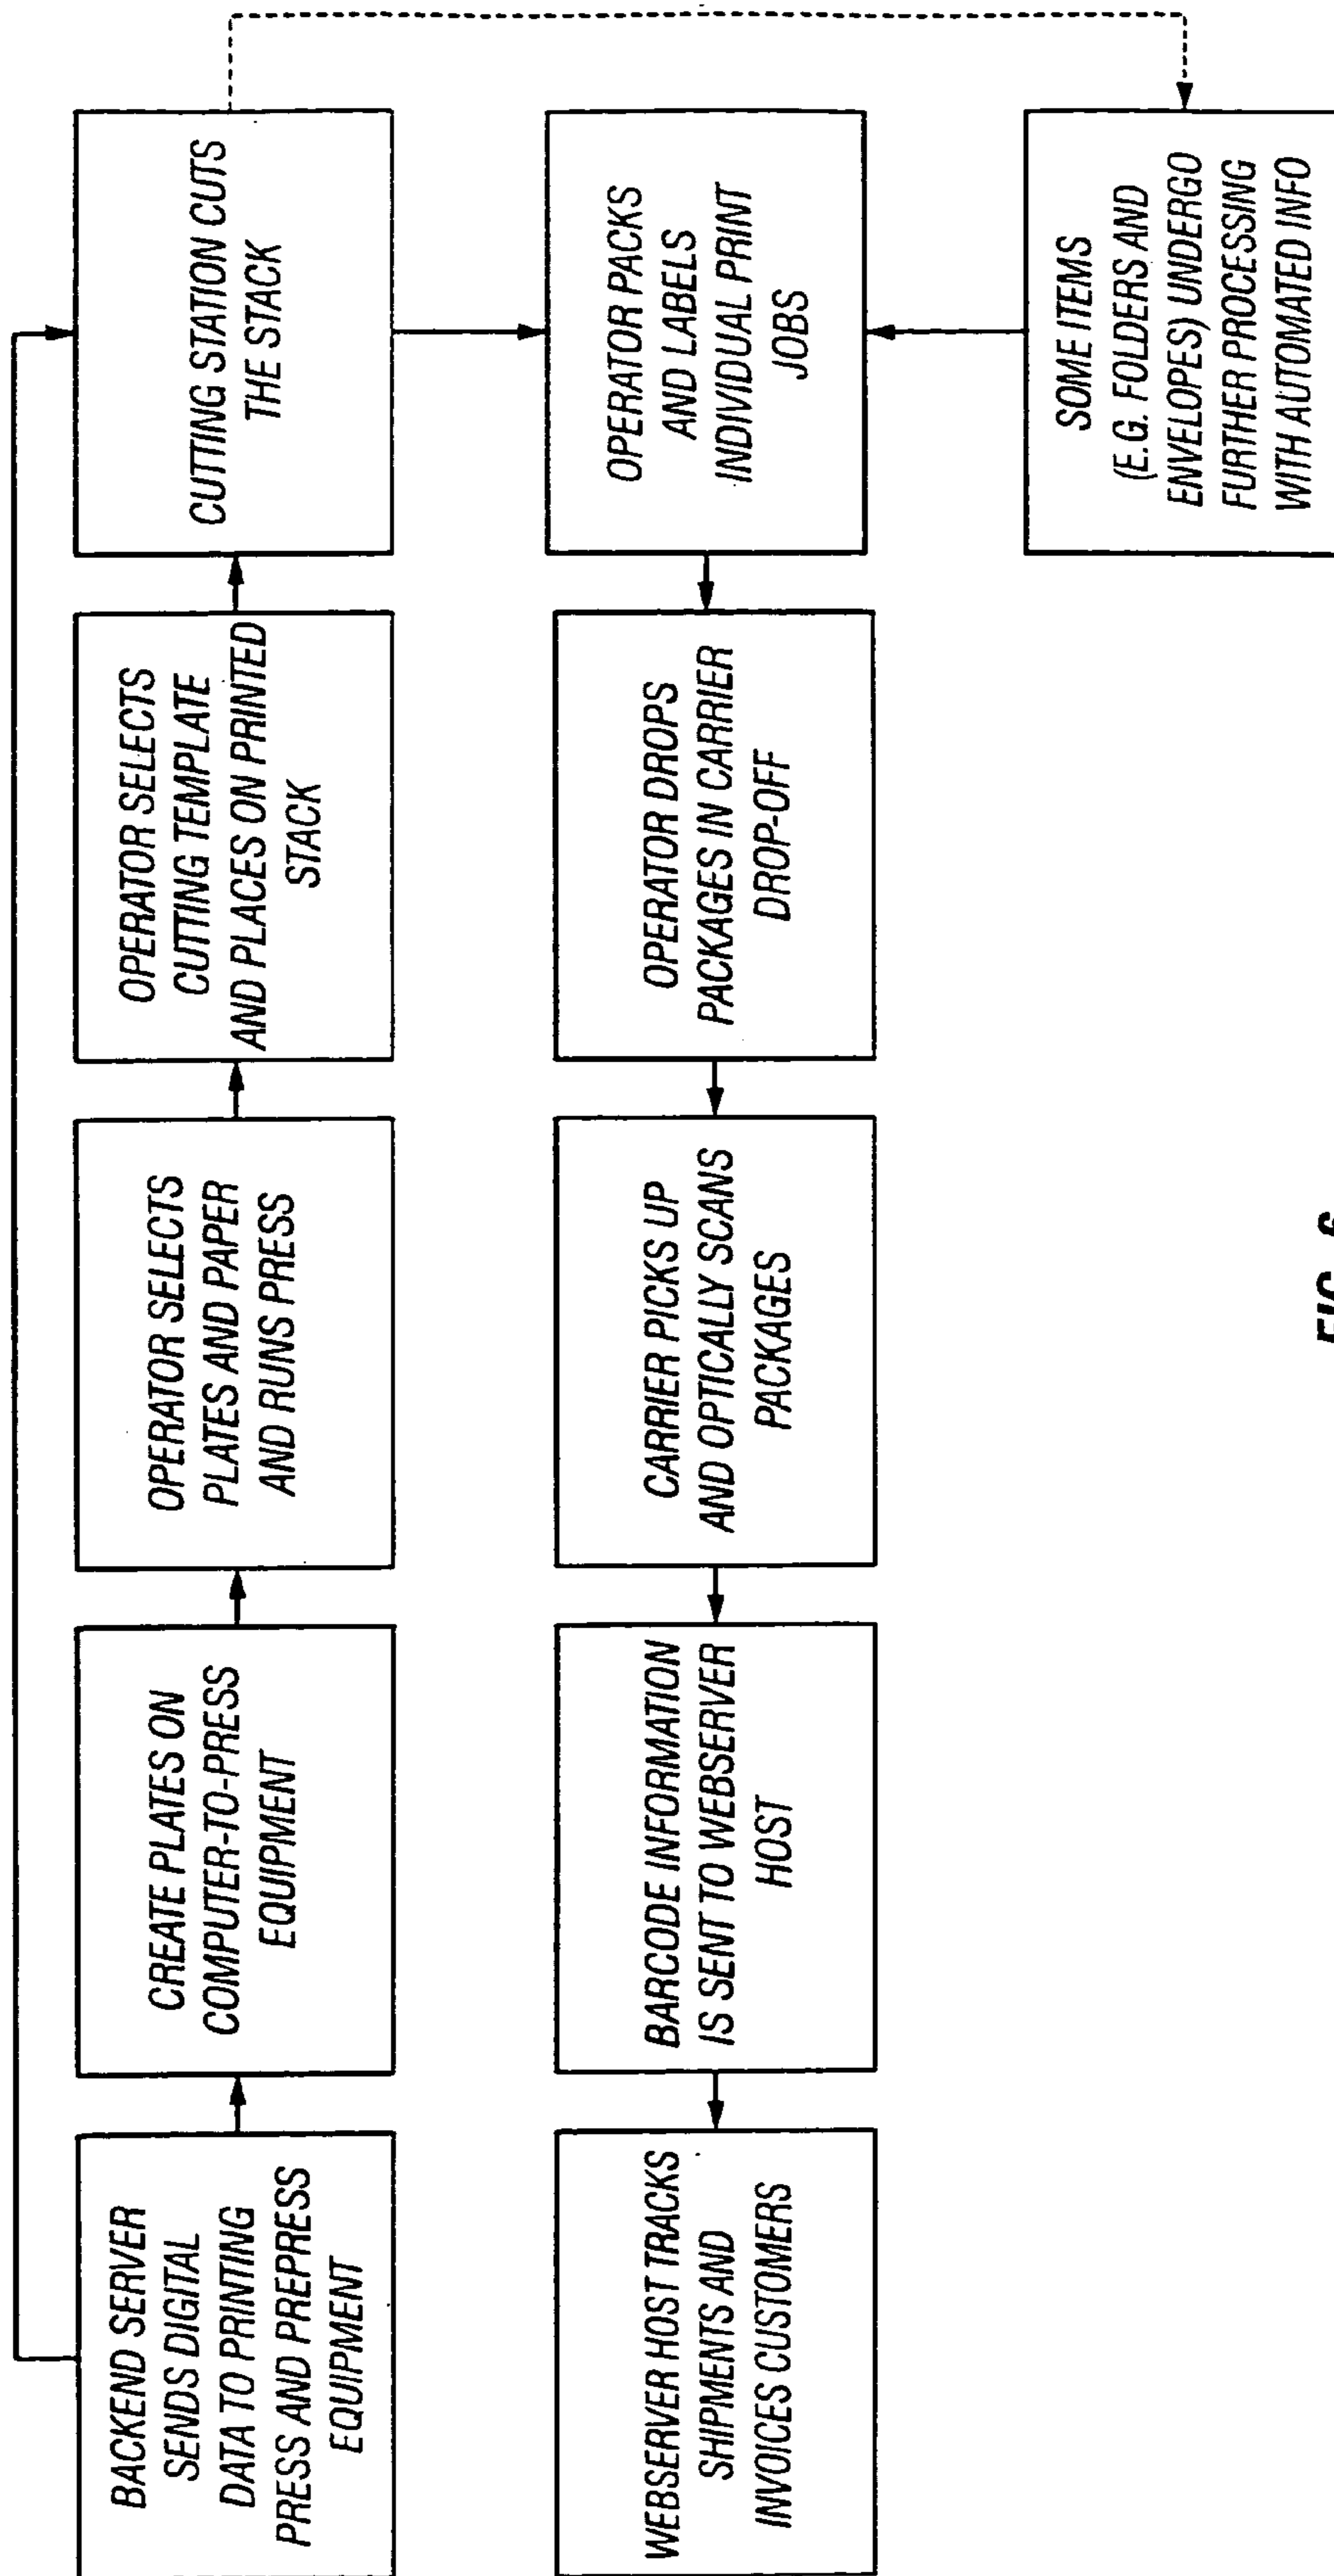 BACKEND SERVER
SENDS DIGITAL
DATA TO PRINTING
PRESS AND PREPRESS
EQUIPMENT
CREATE PLATES ON
COMPUTER-TO-PRESS
EQUIPMENT
OPERATOR SELECTS
PLATES AND PAPER
AND RUNS PRESS
OPERATOR SELECTS
CUTTING TEMPLATE
AND PLACES ON PRINTED
STACK
CUTTING STATION CUTS
THE STACK
WEBSERVER HOST TRACKS
SHIPMENTS AND
INVOICES CUSTOMERS
BARCODE INFORMATION
IS SENT TO WEBSERVER
HOST
CARRIER PICKS UP
AND OPTICALLY SCANS
PACKAGES
OPERATOR DROPS
PACKAGES IN CARRIER
DROP-OFF
OPERATOR PACKS
AND LABELS
INDIVIDUAL PRINT
JOBS
SOME ITEMS
(E.G. FOLDERS AND
ENVELOPES) UNDERGO
FURTHER PROCESSING
WITH AUTOMATED INFO
FIG. 6